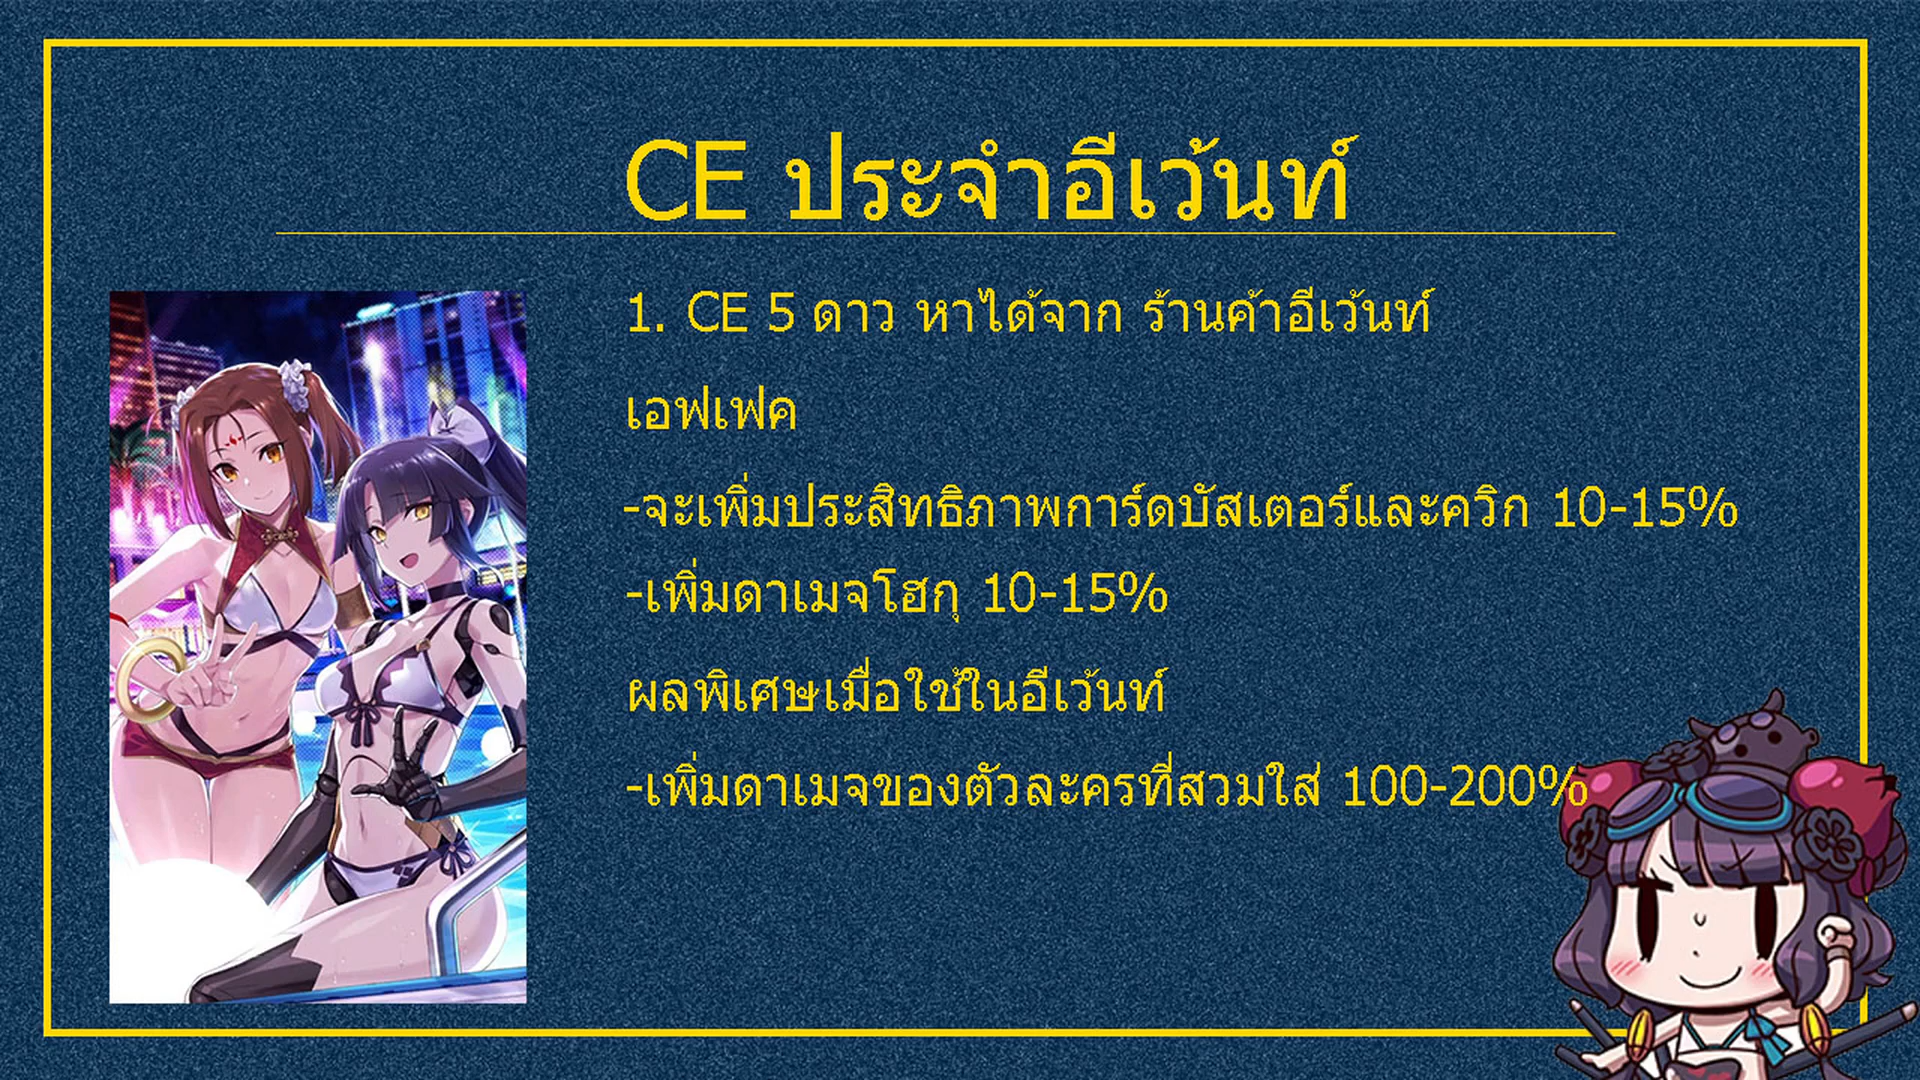 CE ประจำอีเว้นท์
1. CE 5 ดาว หาได้จาก ร้านค้าอีเว้นท์
เอฟเฟค
-จะเพิ่มประสิทธิภาพการ์ดบัสเตอร์และควิก 10-15%
-เพิ่มดาเมจโฮกุ 10-15%
ผลพิเศษเมื่อใช้ในอีเว้นท์
-เพิ่มดาเมจของตัวละครที่สวมใส่ 100-200%